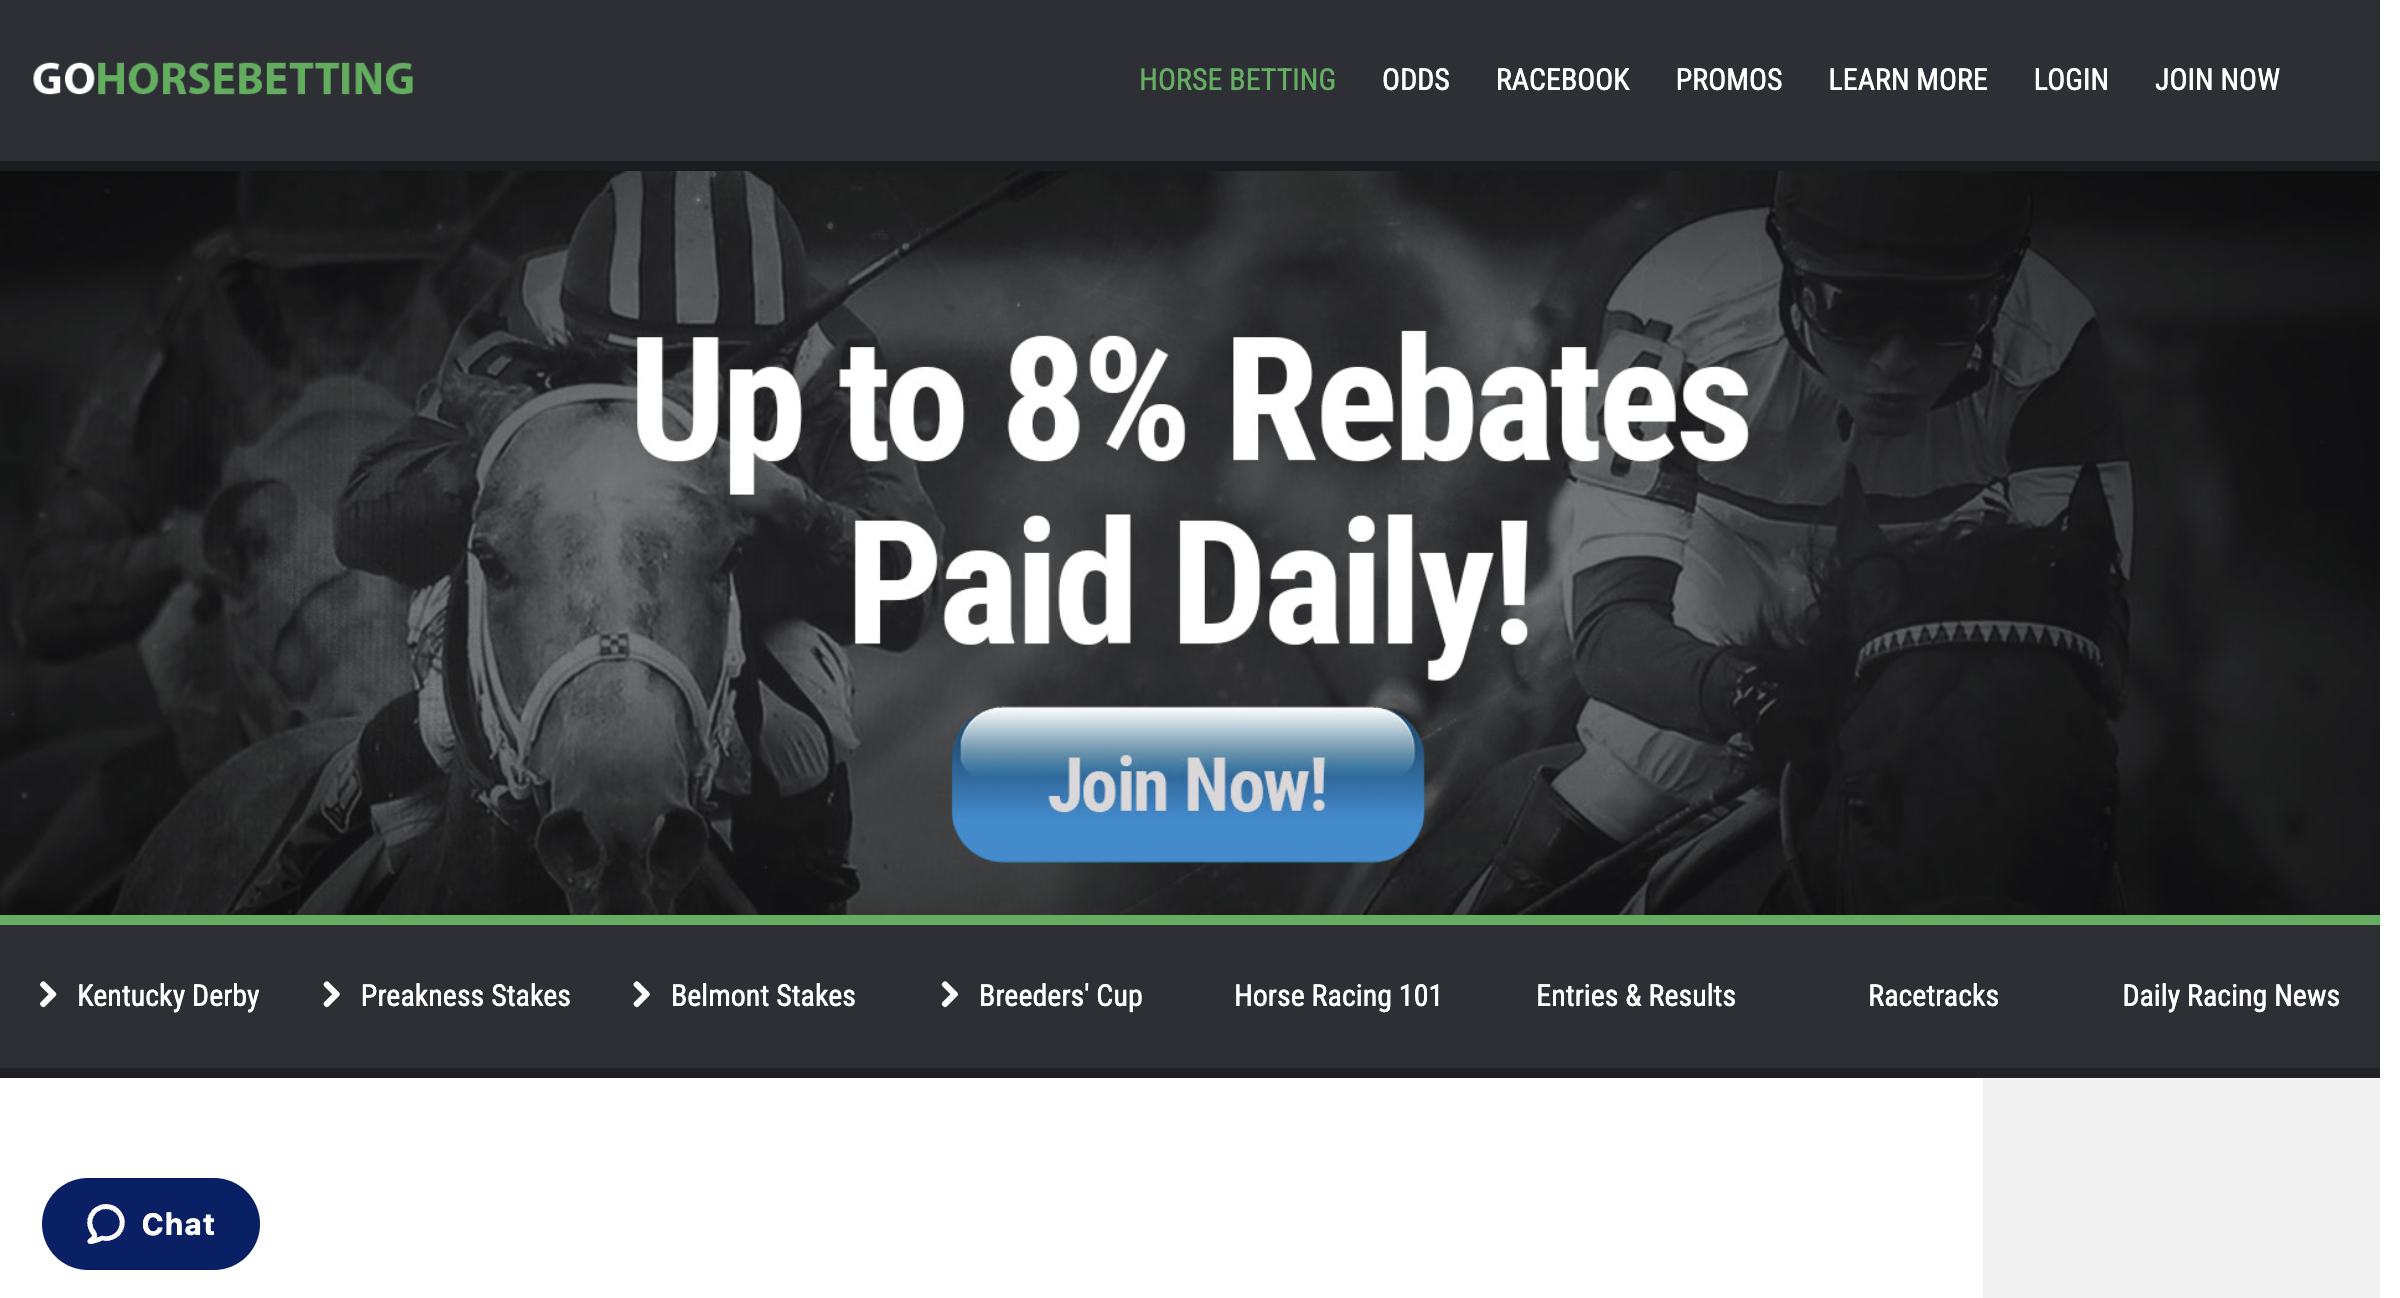 GOHORSEBETTING
HORSE BETTING ODDS RACEBOOK PROMOS LEARN MORE LOGIN JOIN NOW
Up to 8% Rebates
Paid Daily!
Join Now!
Kentucky Derby Preakness Stakes Belmont Stakes Breeders' Cup Horse Racing 101 Entries & Results Racetracks Daily Racing News
Chat